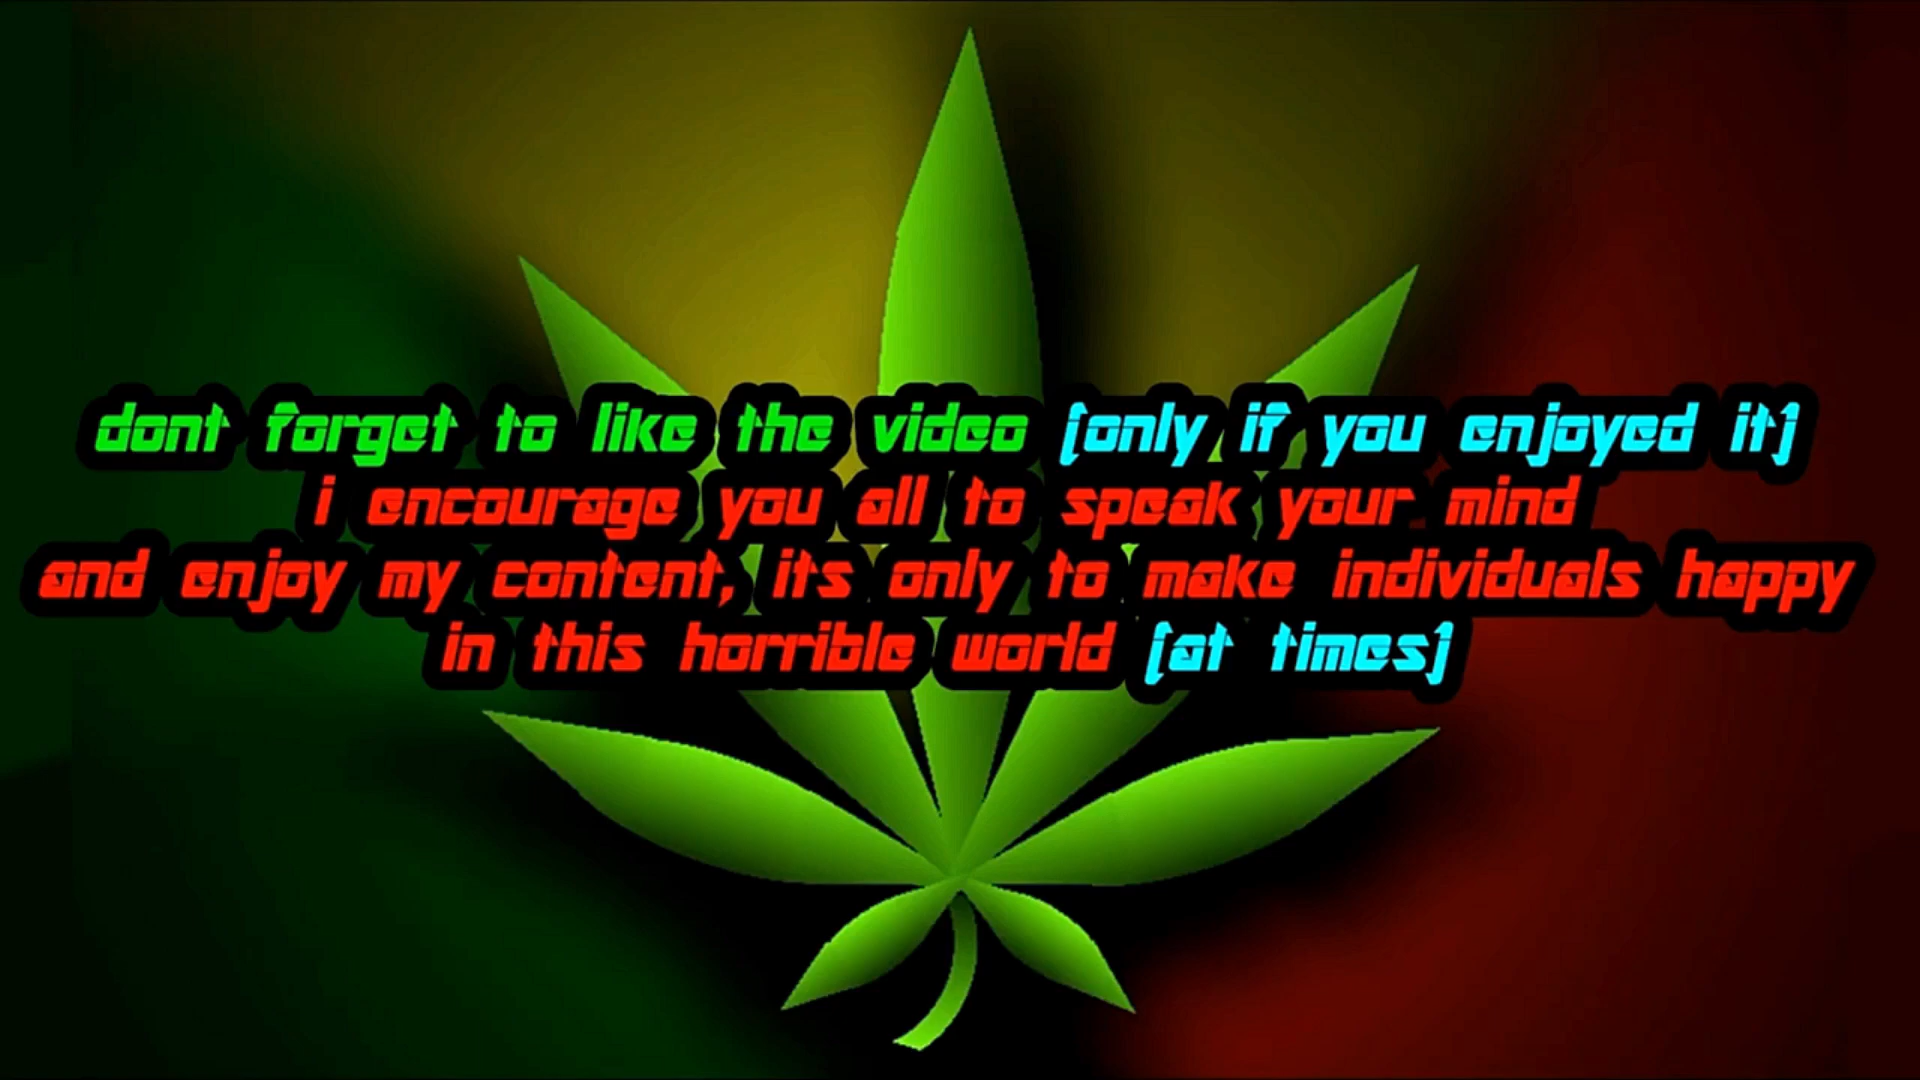 dont forget to like the video (only if you enjoyed it)
i encourage you all to speak your mind
and enjoy my content, its only to make individuals happy
in this horrible world (at times)